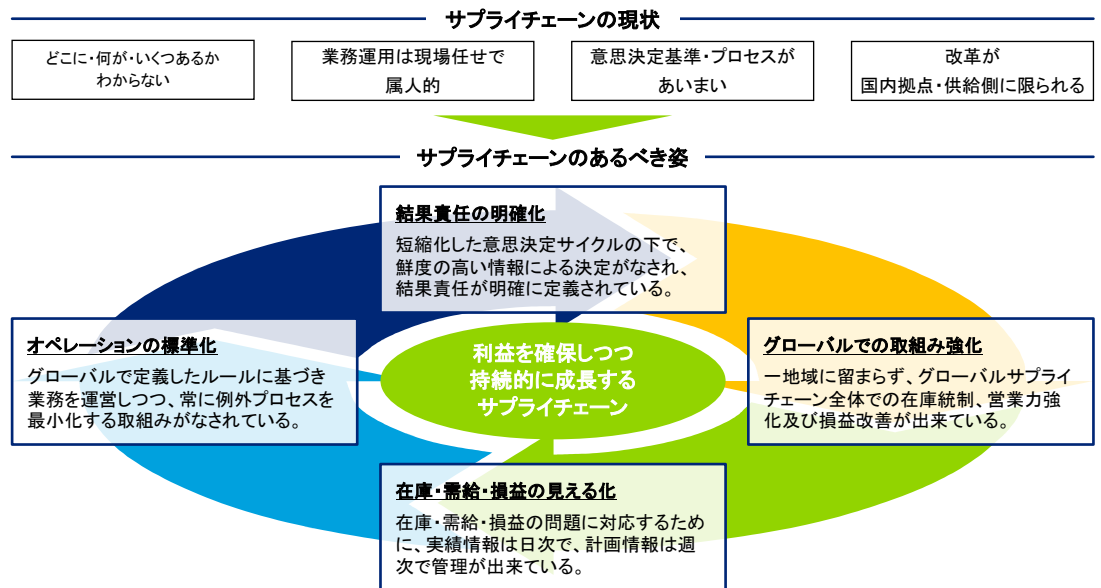 サプライチェーンの現状
どこに・何が・いくつあるか
わからない
業務運用は現場任せで
属人的
意思決定基準・プロセスが
あいまい
改革が
国内拠点・供給側に限られる
サプライチェーンのあるべき姿
結果責任の明確化
短縮化した意思決定サイクルの下で、
鮮度の高い情報による決定がなされ、
結果責任が明確に定義されている。
オペレーションの標準化
グローバルで定義したルールに基づき
業務を運営しつつ、常に例外プロセスを
最小化する取組みがなされている。
利益を確保しつつ
持続的に成長する
サプライチェーン
グローバルでの取組み強化
一地域に留まらず、グローバルサプライ
チェーン全体での在庫統制、営業力強
化及び損益改善が出来ている。
在庫・需給・損益の見える化
在庫・需給・損益の問題に対応するため
に、実績情報は日次で、計画情報は週
次で管理が出来ている。